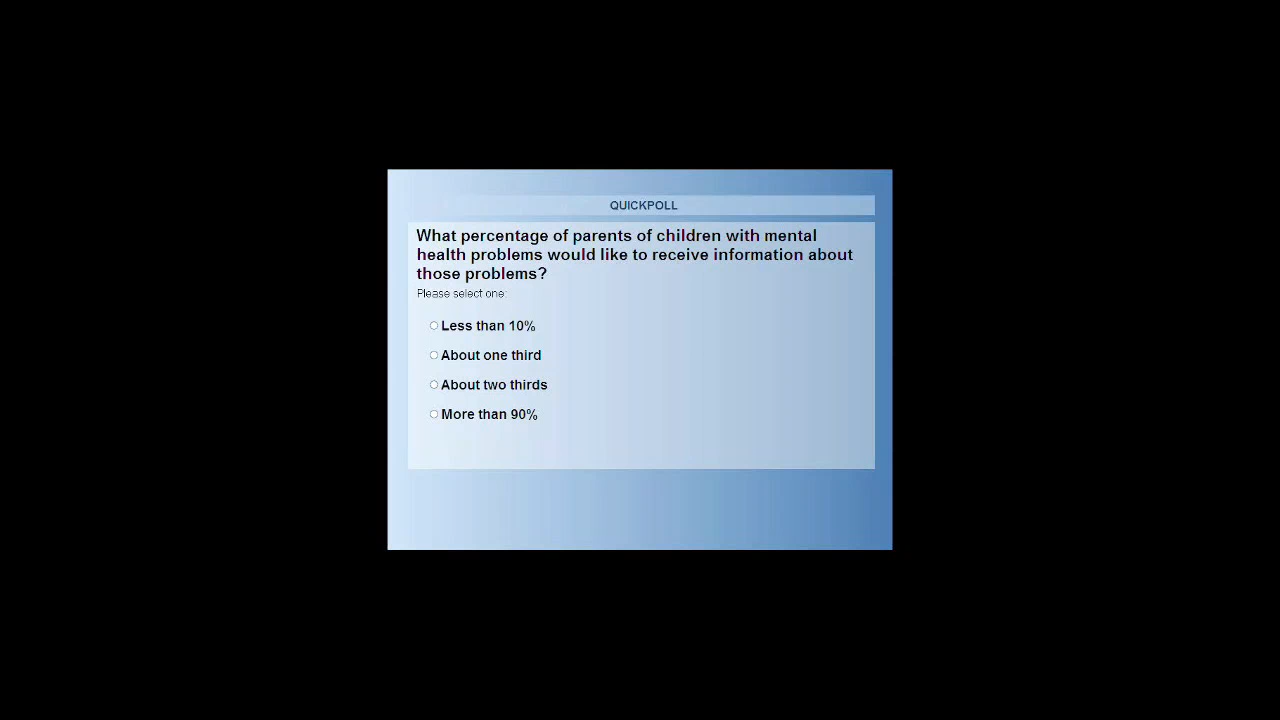 QUICKPOLL
What percentage of parents of children with mental
health problems would like to receive information about
those problems?
Please select one:
Less than 10%
About one third
About two thirds
More than 90%